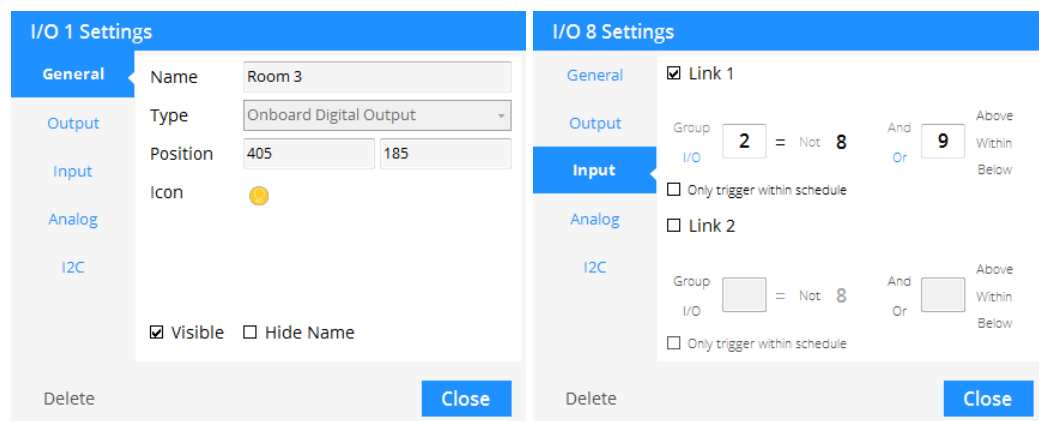 I/O 1 Settings
General
Output
Input
Analog
I2C
Name Room 3
Type Onboard Digital Output
Position 405 185
Icon
Visible Hide Name
Delete Close
I/O 8 Settings
General
Output
Input
Analog
I2C
Link 1
Group
I/O
2 = Not 8
And
Or
9
Above
Within
Below
Only trigger within schedule
Link 2
Group
I/O
= Not 8
And
Or
Above
Within
Below
Only trigger within schedule
Delete Close